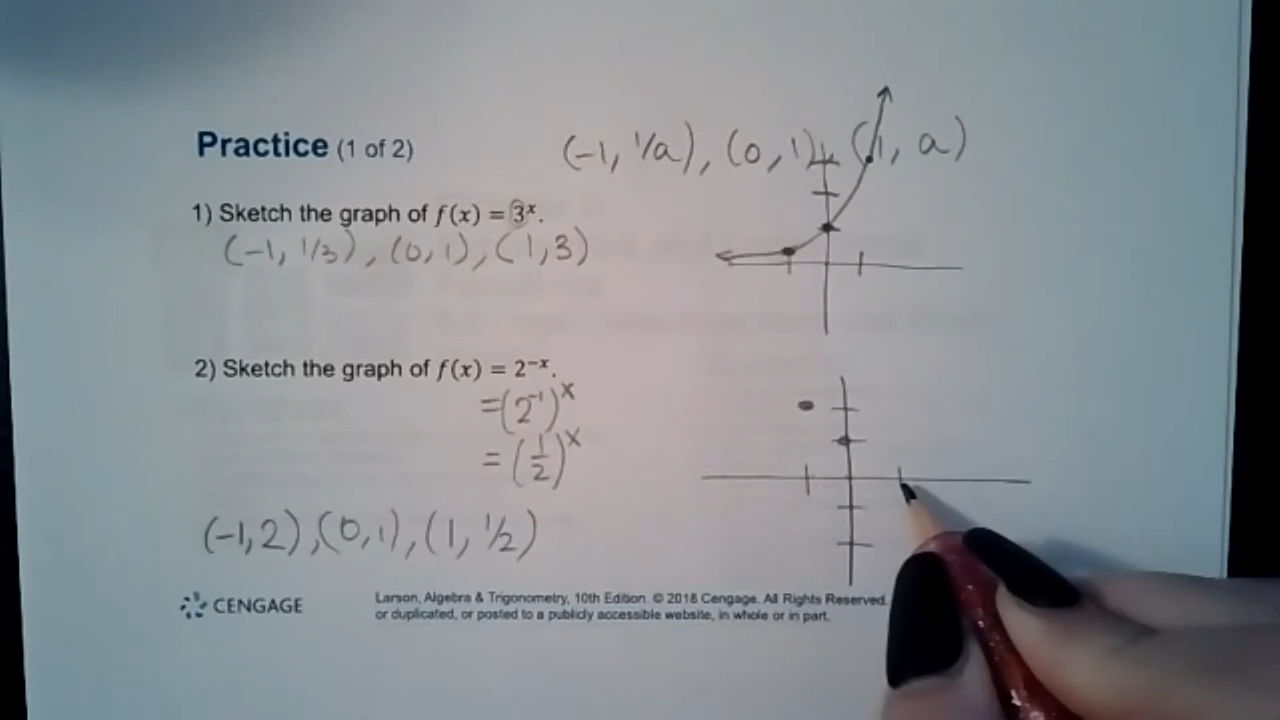 Practice (1 of 2)
(-1, 1/a), (0, 1), (1, a)
1) Sketch the graph of f(x) = 3ˣ.
(-1, 1/3), (0, 1), (1, 3)
2) Sketch the graph of f(x) = 2⁻ˣ.
= (2⁻¹)ˣ
= (1/2)ˣ
(-1, 2), (0, 1), (1, 1/2)
CENGAGE
Larson, Algebra & Trigonometry, 10th Edition. © 2018 Cengage. All Rights Reserved.
or duplicated, or posted to a publicly accessible website, in whole or in part.